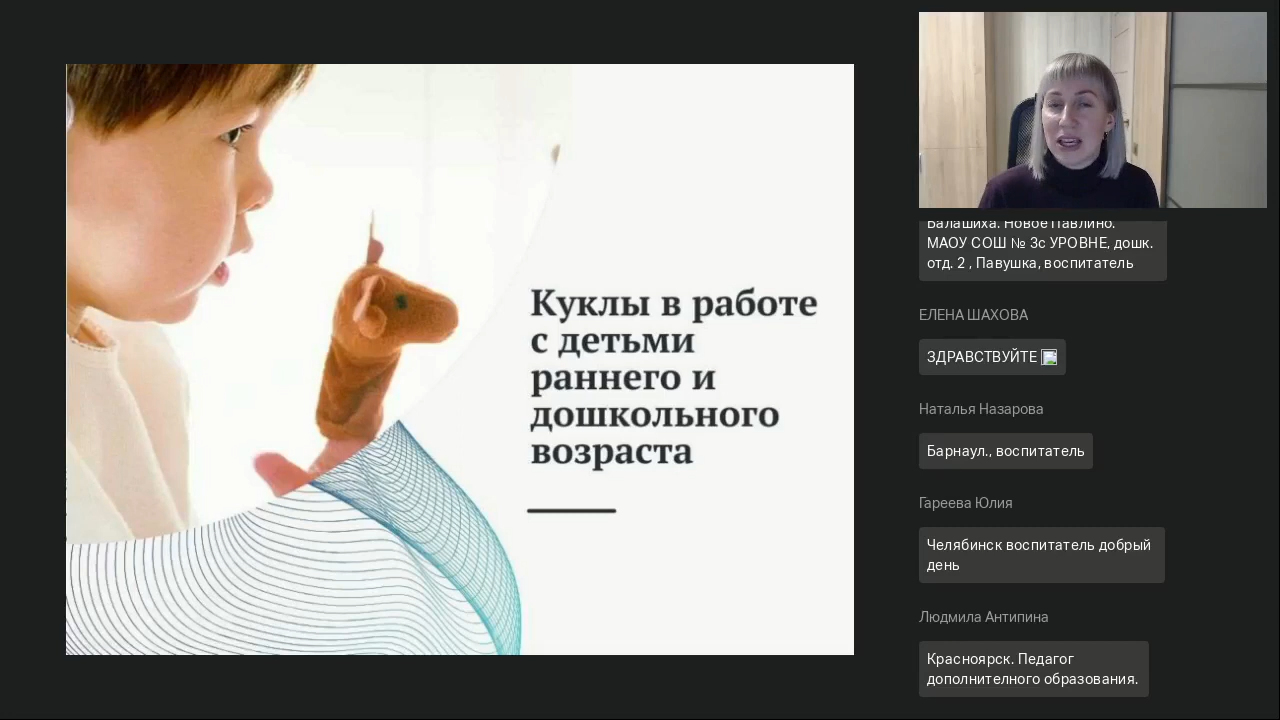 Куклы в работе
с детьми
раннего и
дошкольного
возраста
Балашиха. Новое Павлино.
МАОУ СОШ № 3с УРОВНЕ, дошк.
отд. 2 , Павушка, воспитатель
ЕЛЕНА ШАХОВА
ЗДРАВСТВУЙТЕ
Наталья Назарова
Барнаул., воспитатель
Гареева Юлия
Челябинск воспитатель добрый
день
Людмила Антипина
Красноярск. Педагог
дополнителного образования.